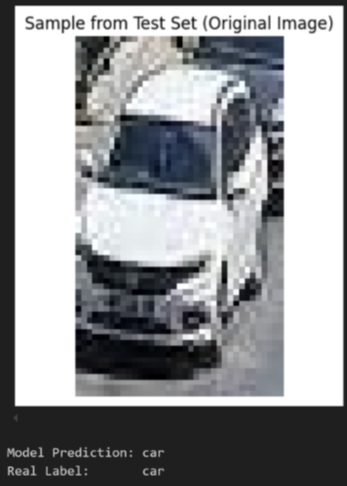 Sample from Test Set (Original Image)
Model Prediction: car
Real Label: car